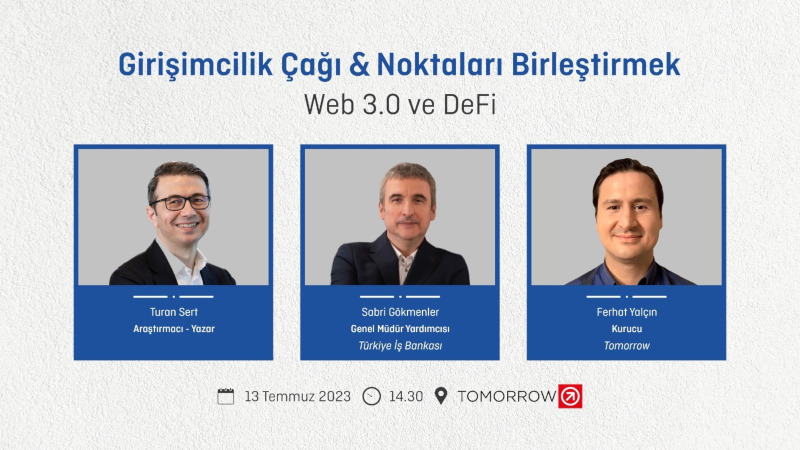 Girişimcilik Çağı & Noktaları Birleştirmek
Web 3.0 ve DeFi
Turan Sert
Araştırmacı - Yazar
Sabri Gökmenler
Genel Müdür Yardımcısı
Türkiye İş Bankası
Ferhat Yalçın
Kurucu
Tomorrow
13 Temmuz 2023 14.30 TOMORROW